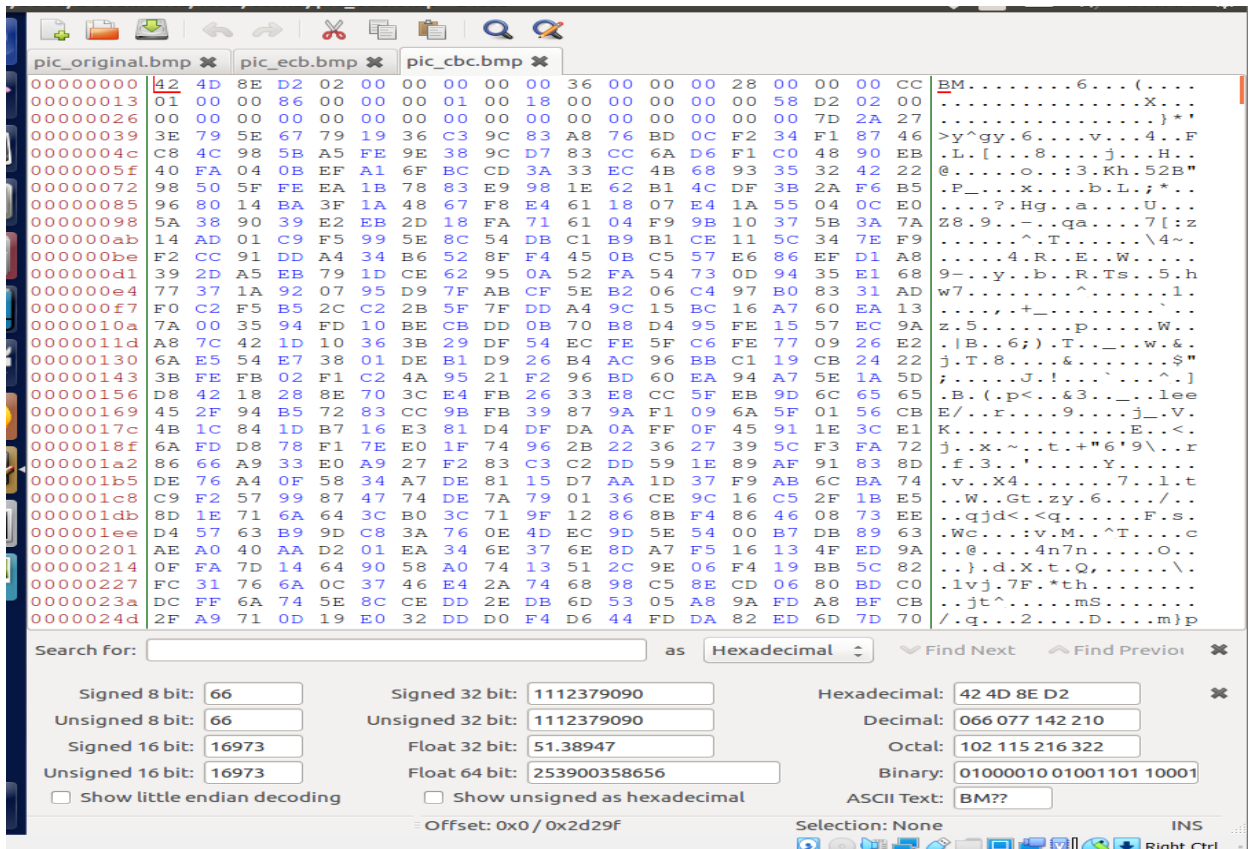 pic_original.bmp ✖ pic_ecb.bmp ✖ pic_cbc.bmp ✖
00000000 42 4D 8E D2 02 00 00 00 00 00 36 00 00 00 28 00 00 00 CC BM........6...(....
00000013 01 00 00 86 00 00 00 01 00 18 00 00 00 00 00 58 D2 02 00 ...............X...
00000026 00 00 00 00 00 00 00 00 00 00 00 00 00 00 00 00 7D 2A 27 ................}*'
00000039 3E 79 5E 67 79 19 36 C3 9C 83 A8 76 BD 0C F2 34 F1 87 46 >y^gy.6....v...4..F
0000004c C8 4C 98 5B A5 FE 9E 38 9C D7 83 CC 6A D6 F1 C0 48 90 EB .L.[...8....j...H..
0000005f 40 FA 04 0B EF A1 6F BC CD 3A 33 EC 4B 68 93 35 32 42 22 @.....o..:3.Kh.52B"
00000072 98 50 5F FE EA 1B 78 83 E9 98 1E 62 B1 4C DF 3B 2A F6 B5 .P_...x....b.L.;*..
00000085 96 80 14 BA 3F 1A 48 67 F8 E4 61 18 07 E4 1A 55 04 0C E0 ....?.Hg..a....U...
00000098 5A 38 90 39 E2 EB 2D 18 FA 71 61 04 F9 9B 10 37 5B 3A 7A Z8.9..-..qa....7[:z
000000ab 14 AD 01 C9 F5 99 5E 8C 54 DB C1 B9 B1 CE 11 5C 34 7E F9 ......^.T......\4~.
000000be F2 CC 91 DD A4 34 B6 52 8F F4 45 0B C5 57 E6 86 EF D1 A8 .....4.R..E..W.....
000000d1 39 2D A5 EB 79 1D CE 62 95 0A 52 FA 54 73 0D 94 35 E1 68 9-..y..b..R.Ts..5.h
000000e4 77 37 1A 92 07 95 D9 7F AB CF 5E B2 06 C4 97 B0 83 31 AD w7........^......1.
000000f7 F0 C2 F5 B5 2C C2 2B 5F 7F DD A4 9C 15 BC 16 A7 60 EA 13 ....,.+_........`..
0000010a 7A 00 35 94 FD 10 BE CB DD 0B 70 B8 D4 95 FE 15 57 EC 9A z.5.......p.....W..
0000011d A8 7C 42 1D 10 36 3B 29 DF 54 EC FE 5F C6 FE 77 09 26 E2 .|B..6;).T.._..w.&.
00000130 6A E5 54 E7 38 01 DE B1 D9 26 B4 AC 96 BB C1 19 CB 24 22 j.T.8....&.......$"
00000143 3B FE FB 02 F1 C2 4A 95 21 F2 96 BD 60 EA 94 A7 5E 1A 5D ;.....J.!...`...^.]
00000156 D8 42 18 28 8E 70 3C E4 FB 26 33 E8 CC 5F EB 9D 6C 65 65 .B.(.p<..&3.._..lee
00000169 45 2F 94 B5 72 83 CC 9B FB 39 87 9A F1 09 6A 5F 01 56 CB E/..r....9....j_.V.
0000017c 4B 1C 84 1D B7 16 E3 81 D4 DF DA 0A FF 0F 45 91 1E 3C E1 K.............E..<.
0000018f 6A FD D8 78 F1 7E E0 1F 74 96 2B 22 36 27 39 5C F3 FA 72 j..x.~..t.+"6'9\..r
000001a2 86 66 A9 33 E0 A9 27 F2 83 C3 C2 DD 59 1E 89 AF 91 83 8D .f.3..'.....Y......
000001b5 DE 76 A4 0F 58 34 A7 DE 81 15 D7 AA 1D 37 F9 AB 6C BA 74 .v..X4.......7..l.t
000001c8 C9 F2 57 99 87 47 74 DE 7A 79 01 36 CE 9C 16 C5 2F 1B E5 ..W..Gt.zy.6..../..
000001db 8D 1E 71 6A 64 3C B0 3C 71 9F 12 86 8B F4 86 46 08 73 EE ..qjd<.<q......F.s.
000001ee D4 57 63 B9 9D C8 3A 76 0E 4D EC 9D 5E 54 00 B7 DB 89 63 .Wc...:v.M..^T....c
00000201 AE A0 40 AA D2 01 EA 34 6E 37 6E 8D A7 F5 16 13 4F ED 9A ..@....4n7n.....O..
00000214 0F FA 7D 14 64 90 58 A0 74 13 51 2C 9E 06 F4 19 BB 5C 82 ..}.d.X.t.Q,.....\.
00000227 FC 31 76 6A 0C 37 46 E4 2A 74 68 98 C5 8E CD 06 80 BD C0 .1vj.7F.*th........
0000023a DC FF 6A 74 5E 8C CE DD 2E DB 6D 53 05 A8 9A FD A8 BF CB ..jt^.....mS.......
0000024d 2F A9 71 0D 19 E0 32 DD D0 F4 D6 44 FD DA 82 ED 6D 7D 70 /.q...2....D....m}p
Search for: as Hexadecimal Find Next Find Previou ✖
Signed 8 bit: 66 Signed 32 bit: 1112379090 Hexadecimal: 42 4D 8E D2 ✖
Unsigned 8 bit: 66 Unsigned 32 bit: 1112379090 Decimal: 066 077 142 210
Signed 16 bit: 16973 Float 32 bit: 51.38947 Octal: 102 115 216 322
Unsigned 16 bit: 16973 Float 64 bit: 253900358656 Binary: 01000010 01001101 10001
Show little endian decoding Show unsigned as hexadecimal ASCII Text: BM??
Offset: 0x0 / 0x2d29f Selection: None INS
Right Ctrl